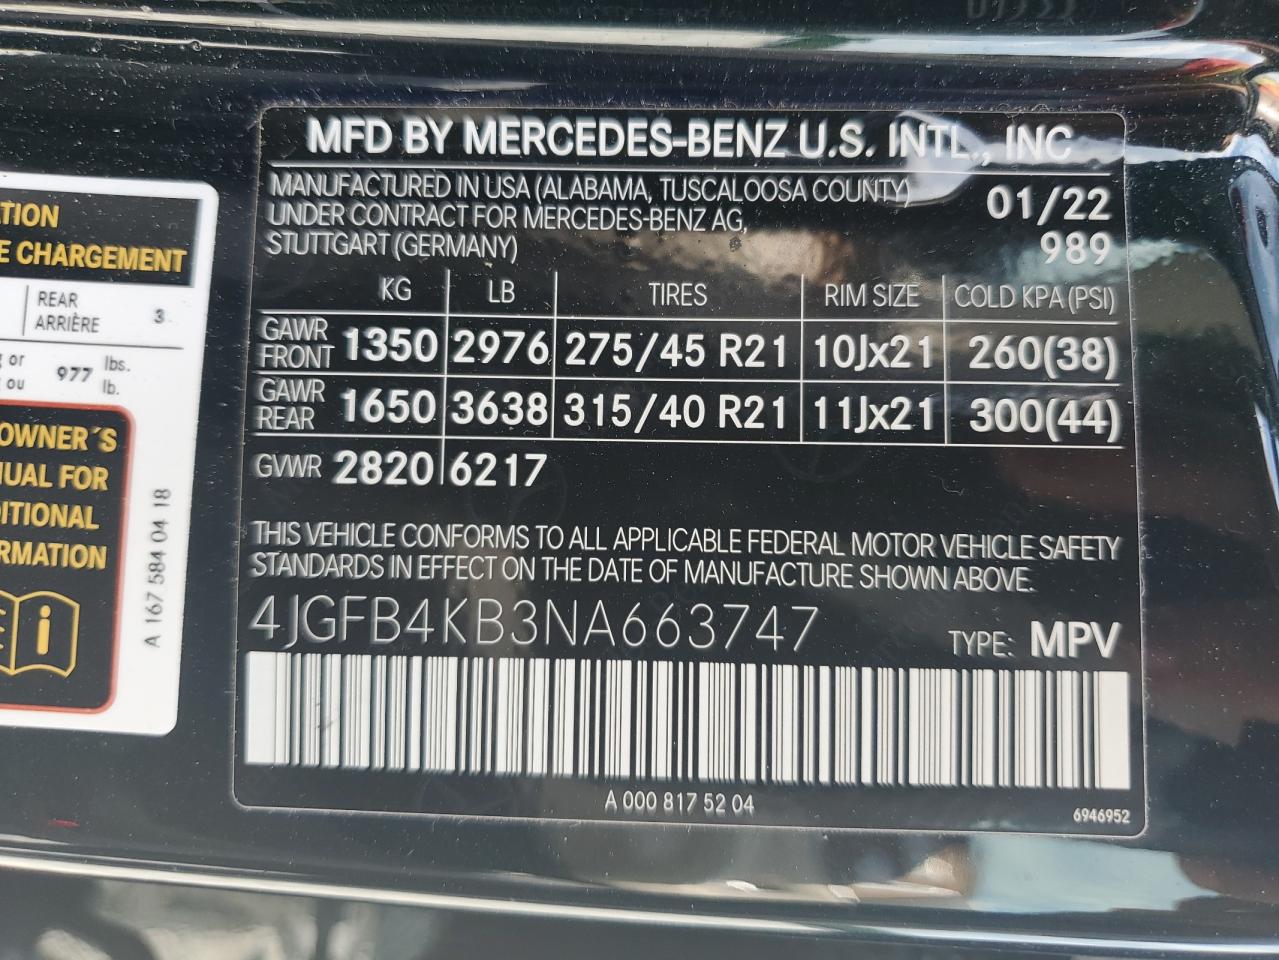 MFD BY MERCEDES-BENZ U.S. INTL., INC
MANUFACTURED IN USA (ALABAMA, TUSCALOOSA COUNTY) 01/22
UNDER CONTRACT FOR MERCEDES-BENZ AG, 989
STUTTGART (GERMANY)
KG LB TIRES RIM SIZE COLD KPA (PSI)
GAWR FRONT 1350 2976 275/45 R21 10Jx21 260(38)
GAWR REAR 1650 3638 315/40 R21 11Jx21 300(44)
GVWR 2820 6217
THIS VEHICLE CONFORMS TO ALL APPLICABLE FEDERAL MOTOR VEHICLE SAFETY
STANDARDS IN EFFECT ON THE DATE OF MANUFACTURE SHOWN ABOVE.
4JGFB4KB3NA663747 TYPE: MPV
A 000 817 52 04
6946952
CHARGEMENT
REAR 3
ARRIÈRE
or 977 lbs.
ou lb.
OWNER´S
FOR
A 167 584 04 18